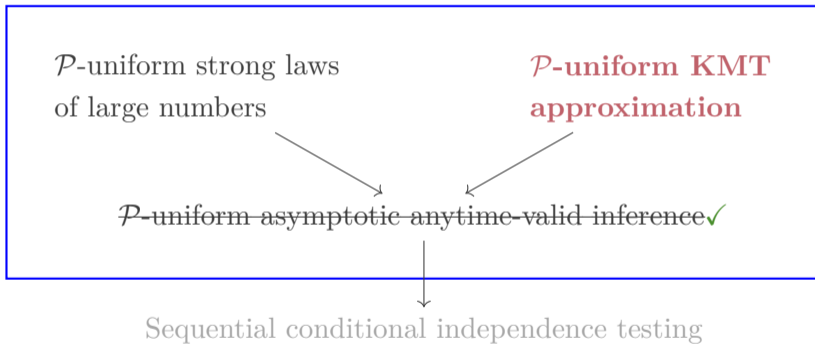 𝒫-uniform strong laws
of large numbers
𝒫-uniform KMT
approximation
𝒫-uniform asymptotic anytime-valid inference✓
Sequential conditional independence testing